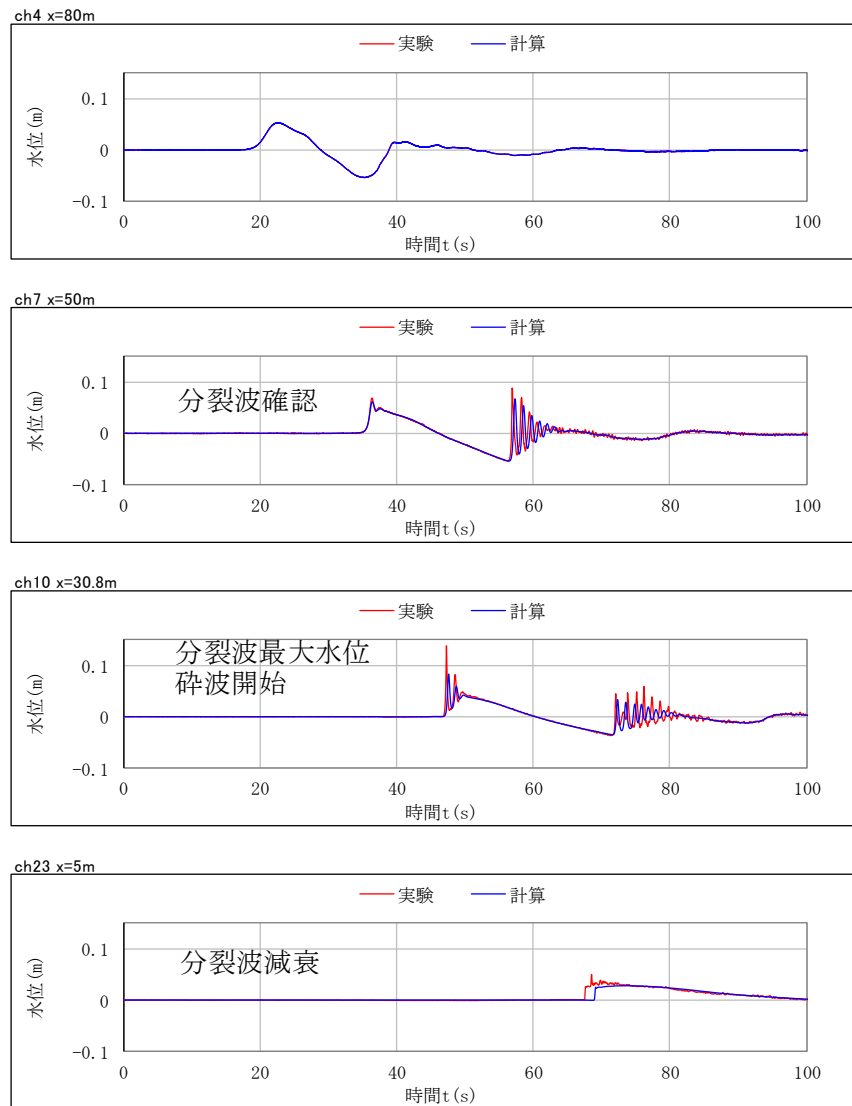 ch4 x=80m
実験 計算
0.1
0
-0.1
水位(m)
0 20 40 60 80 100
時間t(s)
ch7 x=50m
実験 計算
分裂波確認
0.1
0
-0.1
水位(m)
0 20 40 60 80 100
時間t(s)
ch10 x=30.8m
実験 計算
分裂波最大水位
砕波開始
0.1
0
-0.1
水位(m)
0 20 40 60 80 100
時間t(s)
ch23 x=5m
実験 計算
分裂波減衰
0.1
0
-0.1
水位(m)
0 20 40 60 80 100
時間t(s)